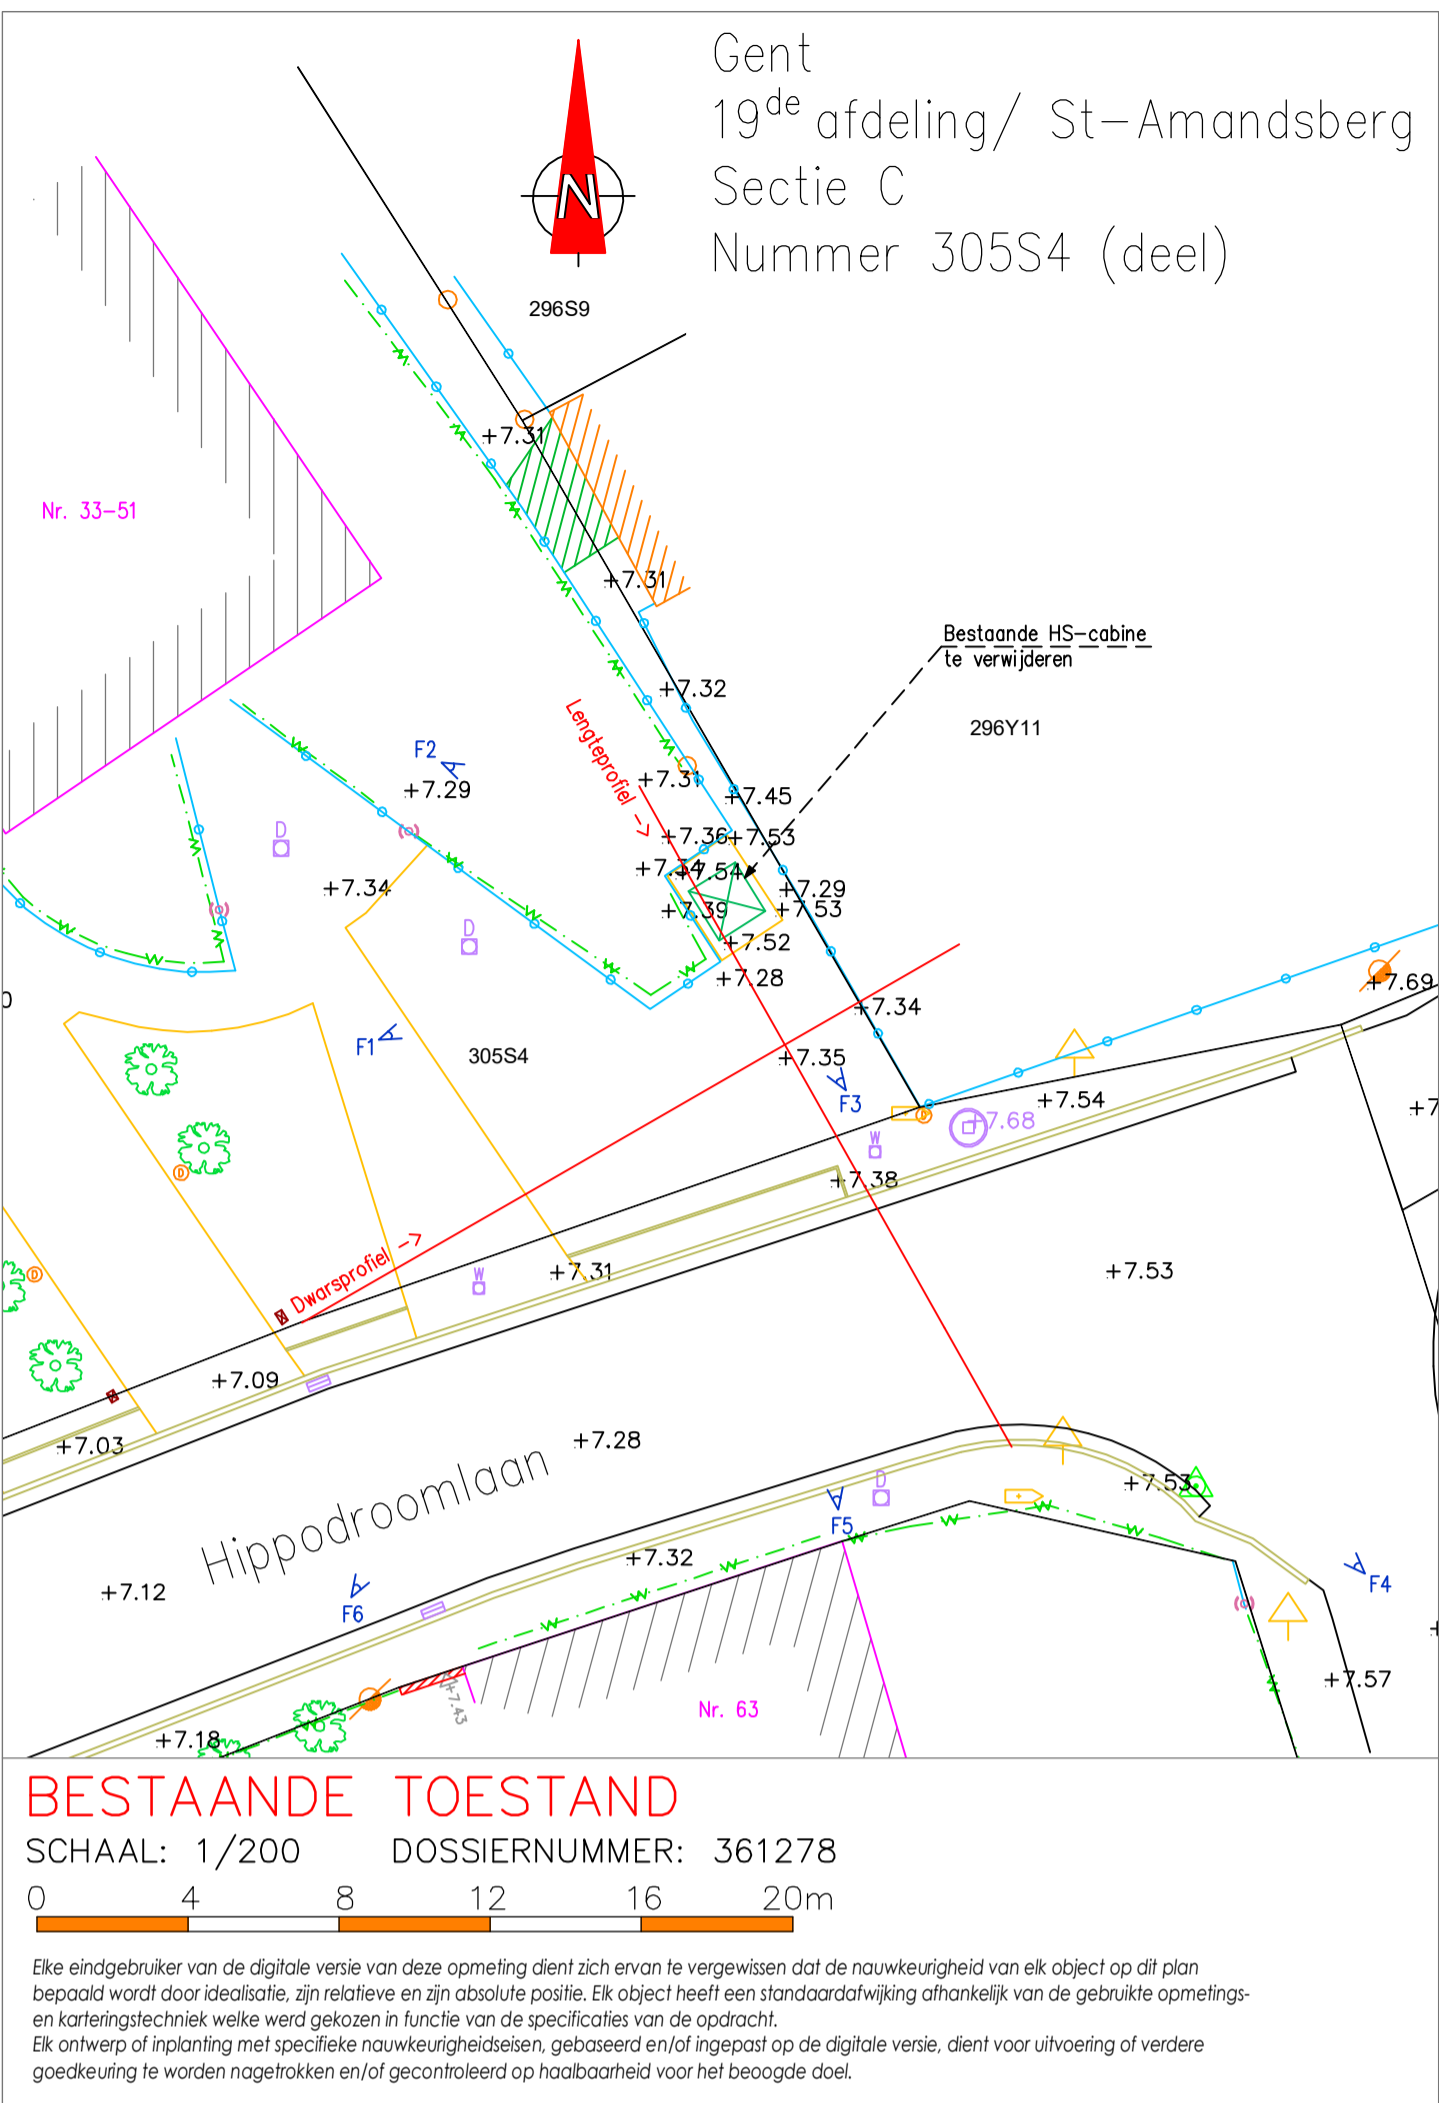 Gent
19de afdeling/ St-Amandsberg
Sectie C
Nummer 305S4 (deel)
N
296S9
+7.31
Nr. 33-51
+7.31
Bestaande HS-cabine
te verwijderen
+7.32
Lengteprofiel ->
296Y11
F2
+7.31
+7.29
+7.45
D
+7.36
+7.53
+7.34
+7.54
+7.34
+7.29
+7.39
+7.53
D
+7.52
+7.28
+7.69
+7.34
F1
305S4
+7.35
F3
+7.54
D
+7.68
W
D
+7.38
+7.31
+7.53
D
W
Dwarsprofiel ->
+7.09
+7.03
+7.28
Hippodroomlaan
D
+7.53
F5
+7.32
F4
+7.12
F6
+7.57
+7.43
Nr. 63
+7.18
BESTAANDE TOESTAND
SCHAAL: 1/200 DOSSIERNUMMER: 361278
0 4 8 12 16 20m
Elke eindgebruiker van de digitale versie van deze opmeting dient zich ervan te vergewissen dat de nauwkeurigheid van elk object op dit plan
bepaald wordt door idealisatie, zijn relatieve en zijn absolute positie. Elk object heeft een standaardafwijking afhankelijk van de gebruikte opmetings-
en karteringstechniek welke werd gekozen in functie van de specificaties van de opdracht.
Elk ontwerp of inplanting met specifieke nauwkeurigheidseisen, gebaseerd en/of ingepast op de digitale versie, dient voor uitvoering of verdere
goedkeuring te worden nagetrokken en/of gecontroleerd op haalbaarheid voor het beoogde doel.